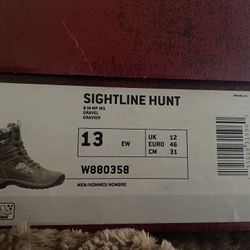 SIGHTLINE HUNT
8 IN WP INS
GRAVEL
GRAVIER
13 EW
UK 12
EURO 46
CM 31
W880358
MEN/HOMMES/HOMBRE